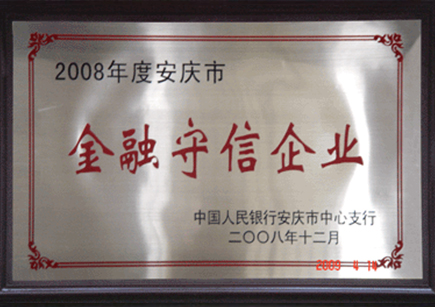 2008年度安庆市
金融守信企业
中国人民银行安庆市中心支行
二〇〇八年十二月